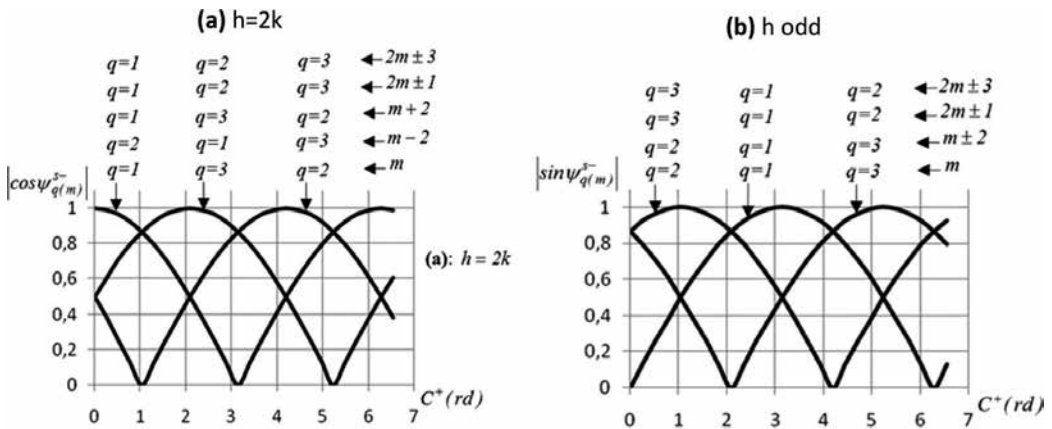 (a) h=2k
q=1 q=2 q=3 ← 2m ± 3
q=1 q=2 q=3 ← 2m ± 1
q=1 q=3 q=2 ← m + 2
q=2 q=1 q=3 ← m − 2
q=1 q=3 q=2 ← m
|cosψ^{s−}_{q(m)}|
1
0,8
0,6
0,4
0,2
0
0 1 2 3 4 5 6 7
C⁺(rd)
(a): h = 2k
(b) h odd
q=3 q=1 q=2 ← 2m ± 3
q=3 q=1 q=2 ← 2m ± 1
q=2 q=1 q=3 ← m ± 2
q=2 q=1 q=3 ← m
|sinψ^{s−}_{q(m)}|
1
0,8
0,6
0,4
0,2
0
0 1 2 3 4 5 6 7
C⁺(rd)